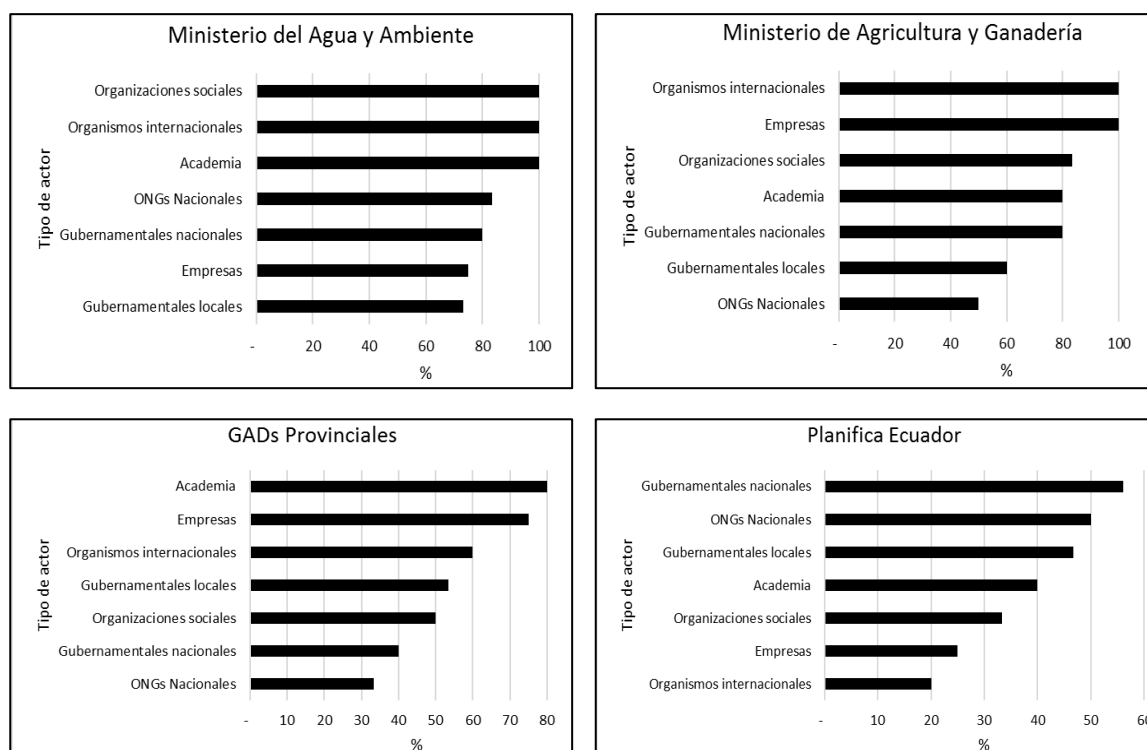 Ministerio del Agua y Ambiente
Tipo de actor
Organizaciones sociales
Organismos internacionales
Academia
ONGs Nacionales
Gubernamentales nacionales
Empresas
Gubernamentales locales
- 20 40 60 80 100
%
Ministerio de Agricultura y Ganadería
Tipo de actor
Organismos internacionales
Empresas
Organizaciones sociales
Academia
Gubernamentales nacionales
Gubernamentales locales
ONGs Nacionales
- 20 40 60 80 100
%
GADs Provinciales
Tipo de actor
Academia
Empresas
Organismos internacionales
Gubernamentales locales
Organizaciones sociales
Gubernamentales nacionales
ONGs Nacionales
- 10 20 30 40 50 60 70 80
%
Planifica Ecuador
Tipo de actor
Gubernamentales nacionales
ONGs Nacionales
Gubernamentales locales
Academia
Organizaciones sociales
Empresas
Organismos internacionales
- 10 20 30 40 50 60
%